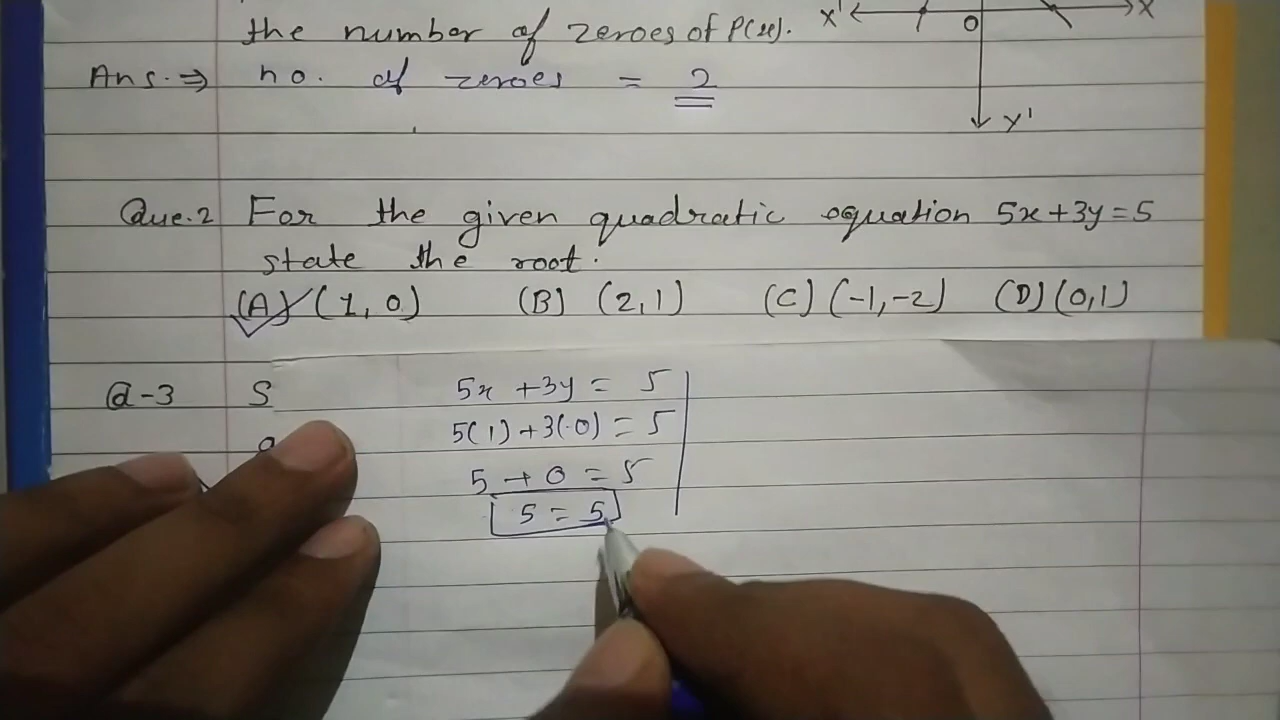 the number of zeroes of P(x).
X' O X
Ans.⇒ no. of zeroes = 2
Y'
Que.2 For the given quadratic equation 5x+3y=5
state the root.
(A) (1,0) (B) (2,1) (C) (-1,-2) (D) (0,1)
Q-3 S
5x +3y = 5
5(1)+3(0) = 5
5 + 0 = 5
5 = 5